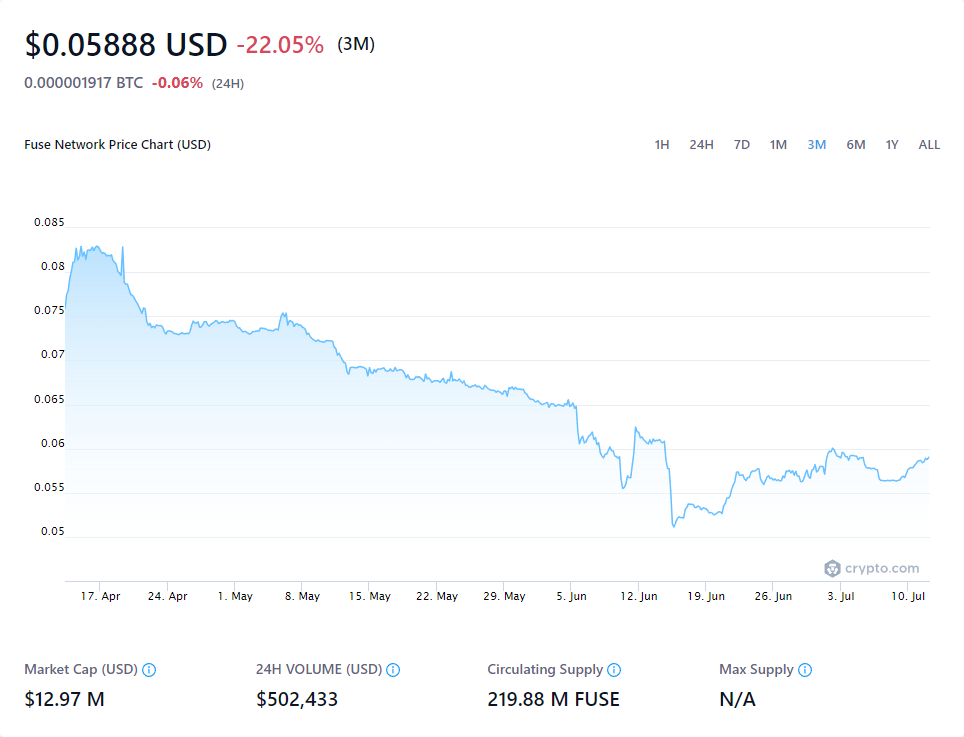 $0.05888 USD -22.05% (3M)
0.000001917 BTC -0.06% (24H)
Fuse Network Price Chart (USD) 1H 24H 7D 1M 3M 6M 1Y ALL
0.085
0.08
0.075
0.07
0.065
0.06
0.055
0.05
crypto.com
17. Apr 24. Apr 1. May 8. May 15. May 22. May 29. May 5. Jun 12. Jun 19. Jun 26. Jun 3. Jul 10. Jul
Market Cap (USD) 24H VOLUME (USD) Circulating Supply Max Supply
$12.97 M $502,433 219.88 M FUSE N/A